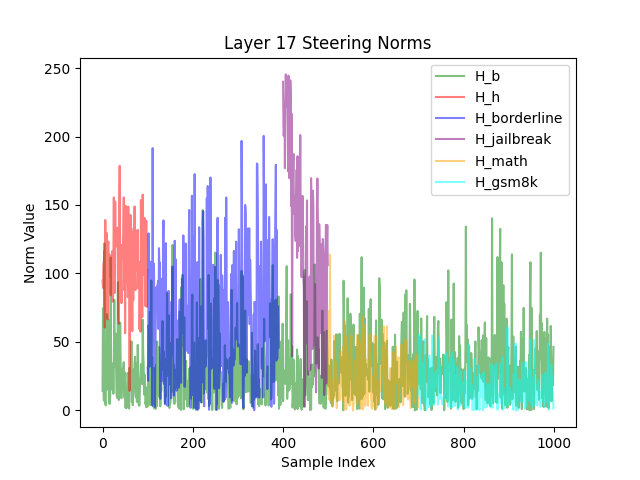 Layer 17 Steering Norms
250
200
150
100
50
0
Norm Value
H_b
H_h
H_borderline
H_jailbreak
H_math
H_gsm8k
0
200
400
600
800
1000
Sample Index